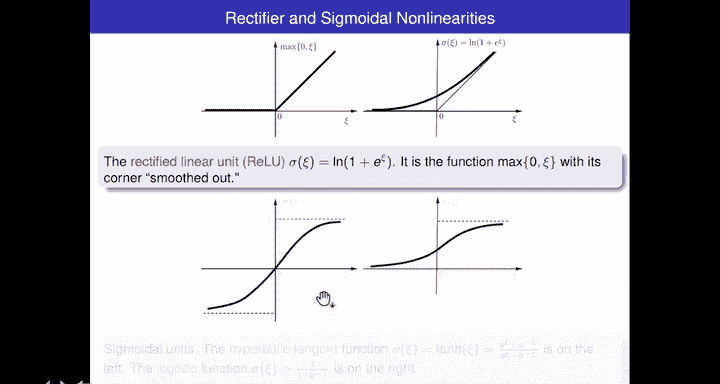 Rectifier and Sigmoidal Nonlinearities
max{0, ξ}
σ(ξ) = ln(1 + e^ξ)
0
ξ
0
ξ
The rectified linear unit (ReLU) σ(ξ) = ln(1 + e^ξ). It is the function max{0, ξ} with its
corner “smoothed out.”
σ(ξ)
Sigmoidal units: The hyperbolic tangent function σ(ξ) = tanh(ξ) = is on the
left. The logistic function σ(ξ) = is on the right.